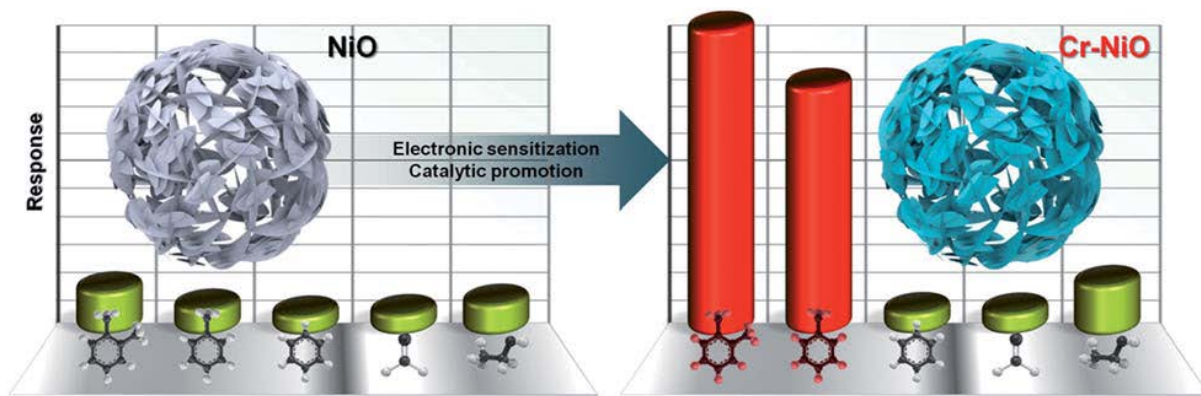 NiO
Cr-NiO
Response
Electronic sensitization
Catalytic promotion